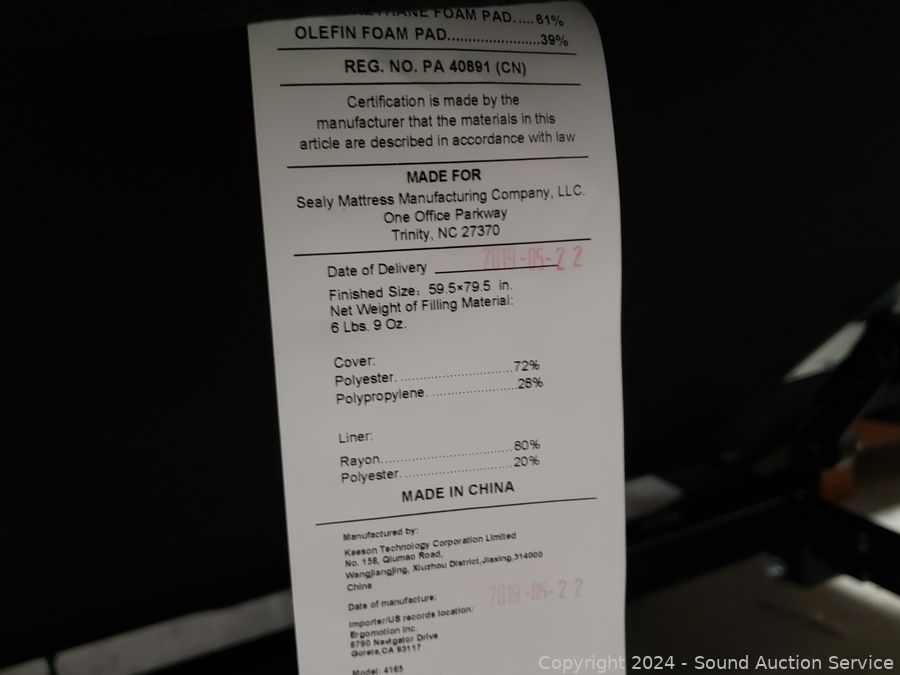 URETHANE FOAM PAD.....61%
OLEFIN FOAM PAD......................39%
REG. NO. PA 40891 (CN)
Certification is made by the
manufacturer that the materials in this
article are described in accordance with law
MADE FOR
Sealy Mattress Manufacturing Company, LLC.
One Office Parkway
Trinity, NC 27370
Date of Delivery 2019-05-22
Finished Size: 59.5×79.5 in.
Net Weight of Filling Material:
6 Lbs. 9 Oz.
Cover:
Polyester..............................72%
Polypropylene.......................28%
Liner:
Rayon..................................80%
Polyester.............................20%
MADE IN CHINA
Manufactured by:
Keeson Technology Corporation Limited
No. 158, Qiumao Road,
Wangjiangjing, Xiuzhou District,Jiaxing,314000
China
Date of manufacture: 2019-05-22
Importer/US records location:
Ergomotion Inc.
6790 Navigator Drive
Goleta,CA 93117
Model: 4165
Copyright 2024 - Sound Auction Service